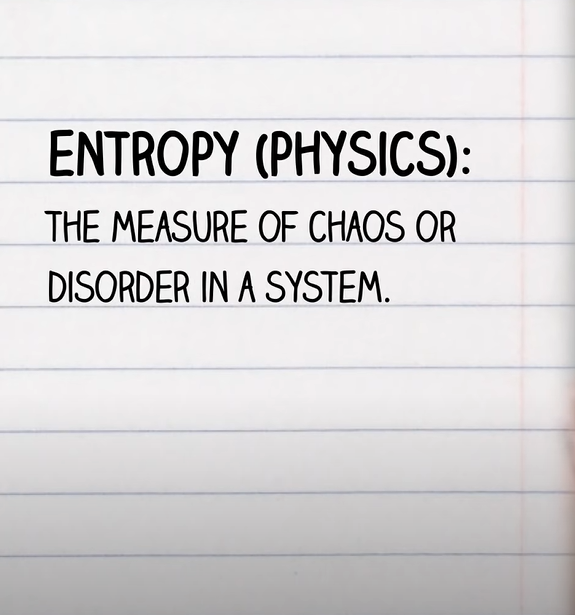 ENTROPY (PHYSICS):
THE MEASURE OF CHAOS OR
DISORDER IN A SYSTEM.